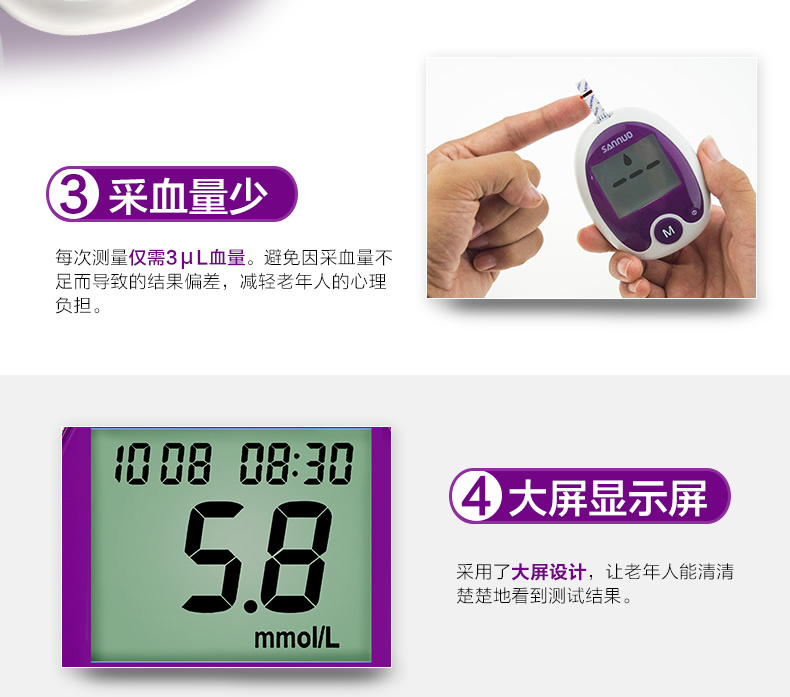 3 采血量少
每次测量仅需3μL血量。避免因采血量不
足而导致的结果偏差，减轻老年人的心理
负担。
SANNUO
M
1008 08:30
5.8
mmol/L
4 大屏显示屏
采用了大屏设计，让老年人能清清
楚楚地看到测试结果。